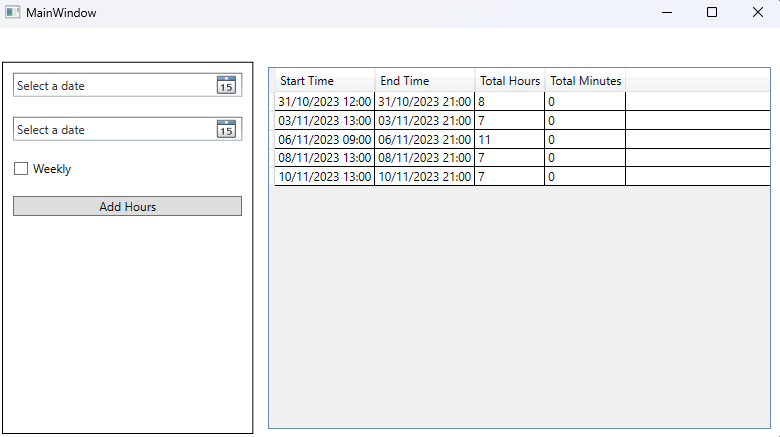 MainWindow
Select a date 15
Select a date 15
Weekly
Add Hours
Start Time End Time Total Hours Total Minutes
31/10/2023 12:00 31/10/2023 21:00 8 0
03/11/2023 13:00 03/11/2023 21:00 7 0
06/11/2023 09:00 06/11/2023 21:00 11 0
08/11/2023 13:00 08/11/2023 21:00 7 0
10/11/2023 13:00 10/11/2023 21:00 7 0